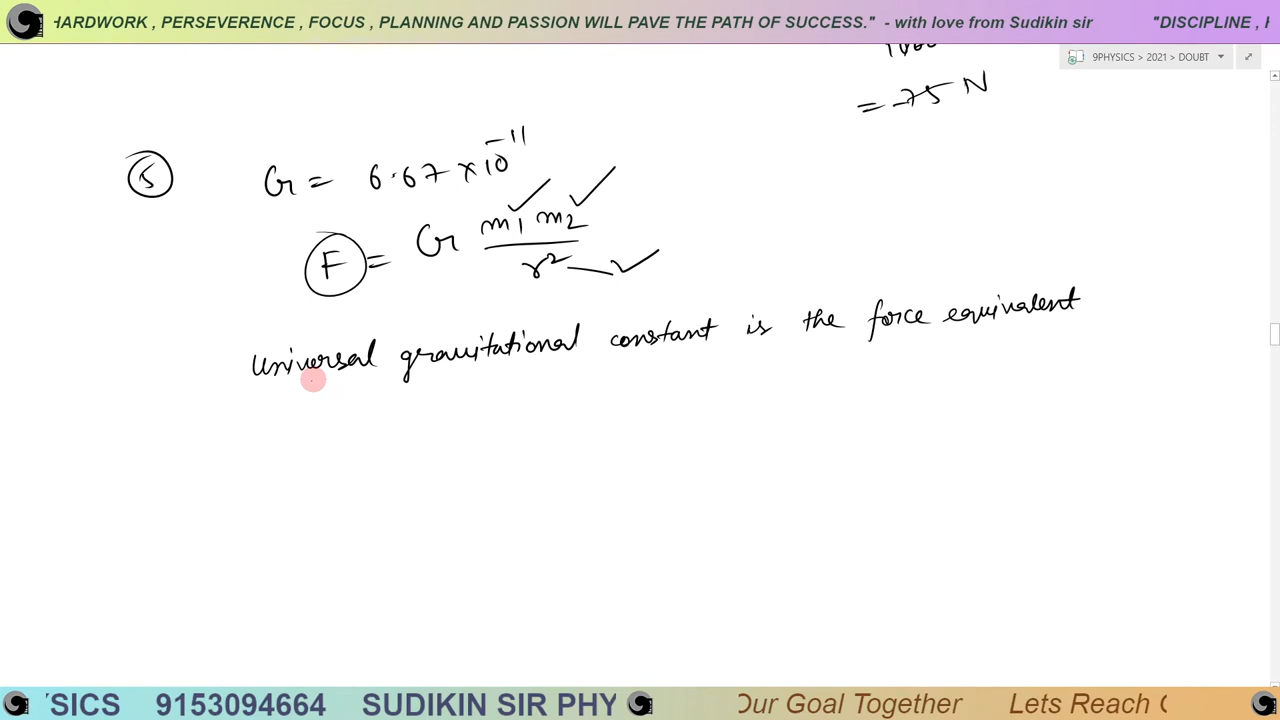 HARDWORK , PERSEVERENCE , FOCUS , PLANNING AND PASSION WILL PAVE THE PATH OF SUCCESS." - with love from Sudikin sir "DISCIPLINE , H
9PHYSICS > 2021 > DOUBT
= 75 N
5 G = 6.67 × 10⁻¹¹
F = G m₁ m₂ / r²
Universal gravitational constant is the force equivalent
YSICS 9153094664 SUDIKIN SIR PHY Our Goal Together Lets Reach